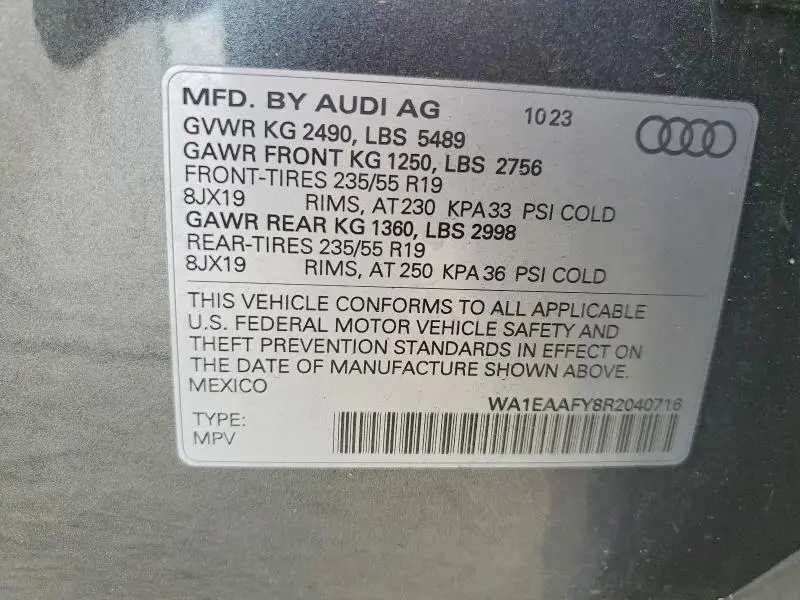 MFD. BY AUDI AG 10 23
GVWR KG 2490, LBS 5489
GAWR FRONT KG 1250, LBS 2756
FRONT-TIRES 235/55 R19
8JX19 RIMS, AT 230 KPA 33 PSI COLD
GAWR REAR KG 1360, LBS 2998
REAR-TIRES 235/55 R19
8JX19 RIMS, AT 250 KPA 36 PSI COLD
THIS VEHICLE CONFORMS TO ALL APPLICABLE
U.S. FEDERAL MOTOR VEHICLE SAFETY AND
THEFT PREVENTION STANDARDS IN EFFECT ON
THE DATE OF MANUFACTURE SHOWN ABOVE.
MEXICO
WA1EAAFY8R2040716
TYPE:
MPV